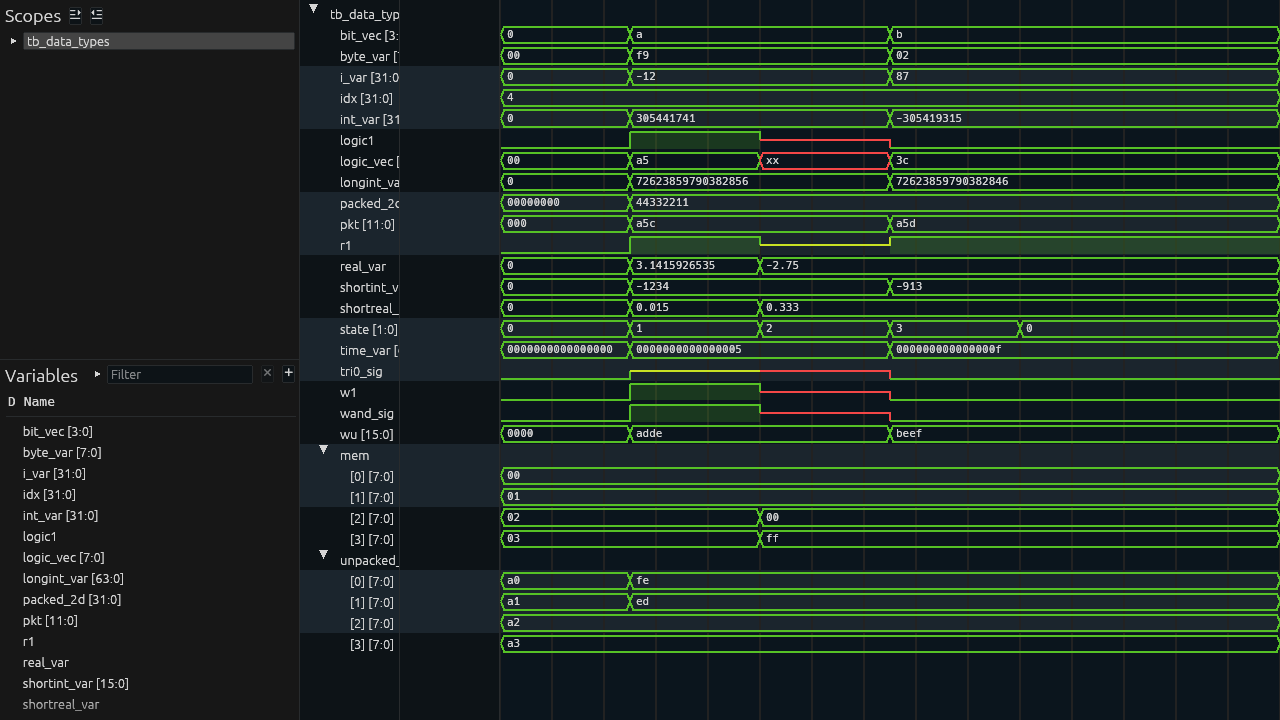 Scopes
tb_data_types
Variables
Filter
× +
D Name
bit_vec [3:0]
byte_var [7:0]
i_var [31:0]
idx [31:0]
int_var [31:0]
logic1
logic_vec [7:0]
longint_var [63:0]
packed_2d [31:0]
pkt [11:0]
r1
real_var
shortint_var [15:0]
shortreal_var
tb_data_typ
bit_vec [3: 0 a b
byte_var [ 00 f9 02
i_var [31:0 0 -12 87
idx [31:0] 4
int_var [31 0 305441741 -305419315
logic1
logic_vec [ 00 a5 xx 3c
longint_va 0 72623859790382856 72623859790382846
packed_2d 00000000 44332211
pkt [11:0] 000 a5c a5d
r1
real_var 0 3.1415926535 -2.75
shortint_v 0 -1234 -913
shortreal_ 0 0.015 0.333
state [1:0] 0 1 2 3 0
time_var [ 0000000000000000 0000000000000005 000000000000000f
tri0_sig
w1
wand_sig
wu [15:0] 0000 adde beef
mem
[0] [7:0] 00
[1] [7:0] 01
[2] [7:0] 02 00
[3] [7:0] 03 ff
unpacked_
[0] [7:0] a0 fe
[1] [7:0] a1 ed
[2] [7:0] a2
[3] [7:0] a3